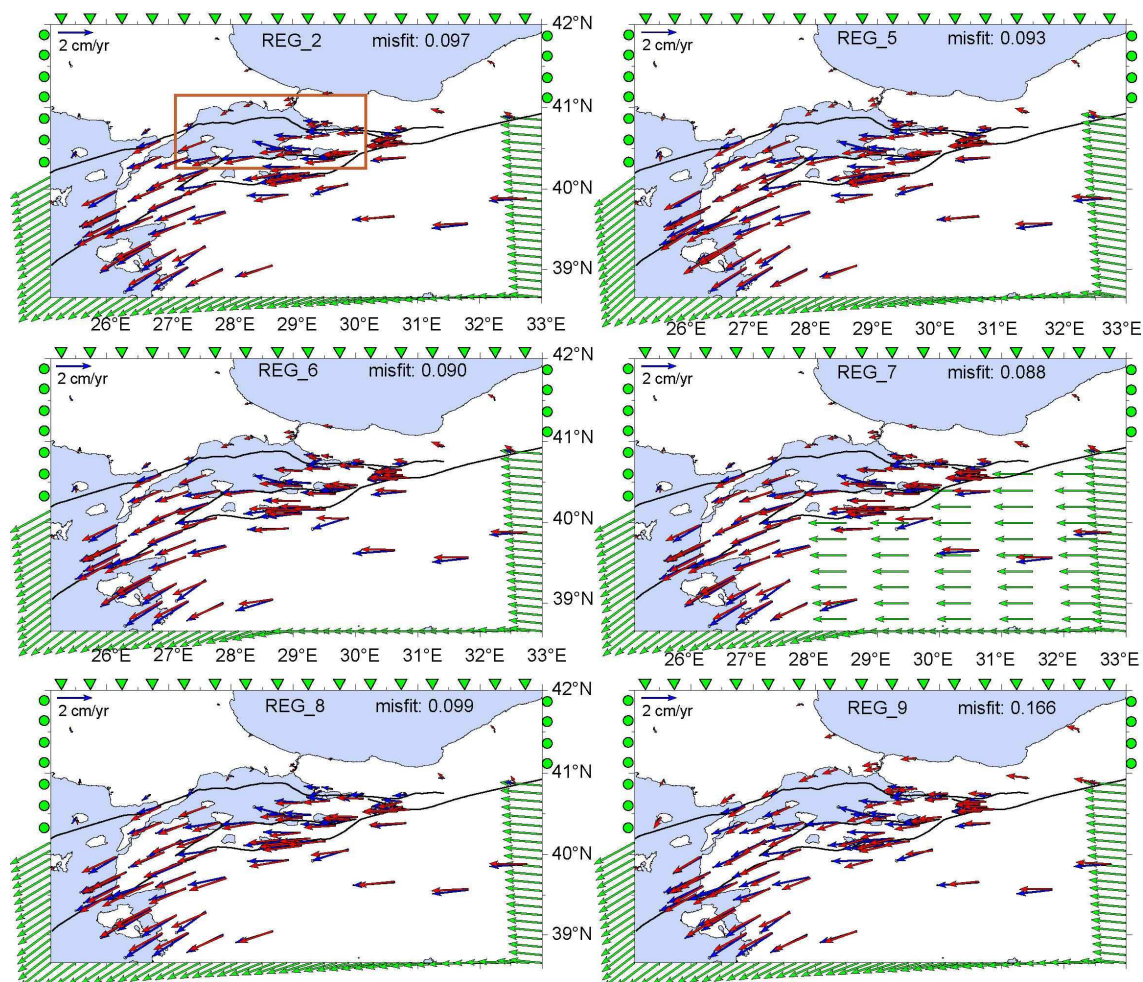 REG_2 misfit: 0.097
2 cm/yr
42°N
41°N
40°N
39°N
26°E 27°E 28°E 29°E 30°E 31°E 32°E 33°E
REG_5 misfit: 0.093
2 cm/yr
26°E 27°E 28°E 29°E 30°E 31°E 32°E 33°E
REG_6 misfit: 0.090
2 cm/yr
42°N
41°N
40°N
39°N
26°E 27°E 28°E 29°E 30°E 31°E 32°E 33°E
REG_7 misfit: 0.088
2 cm/yr
26°E 27°E 28°E 29°E 30°E 31°E 32°E 33°E
REG_8 misfit: 0.099
2 cm/yr
42°N
41°N
40°N
39°N
REG_9 misfit: 0.166
2 cm/yr